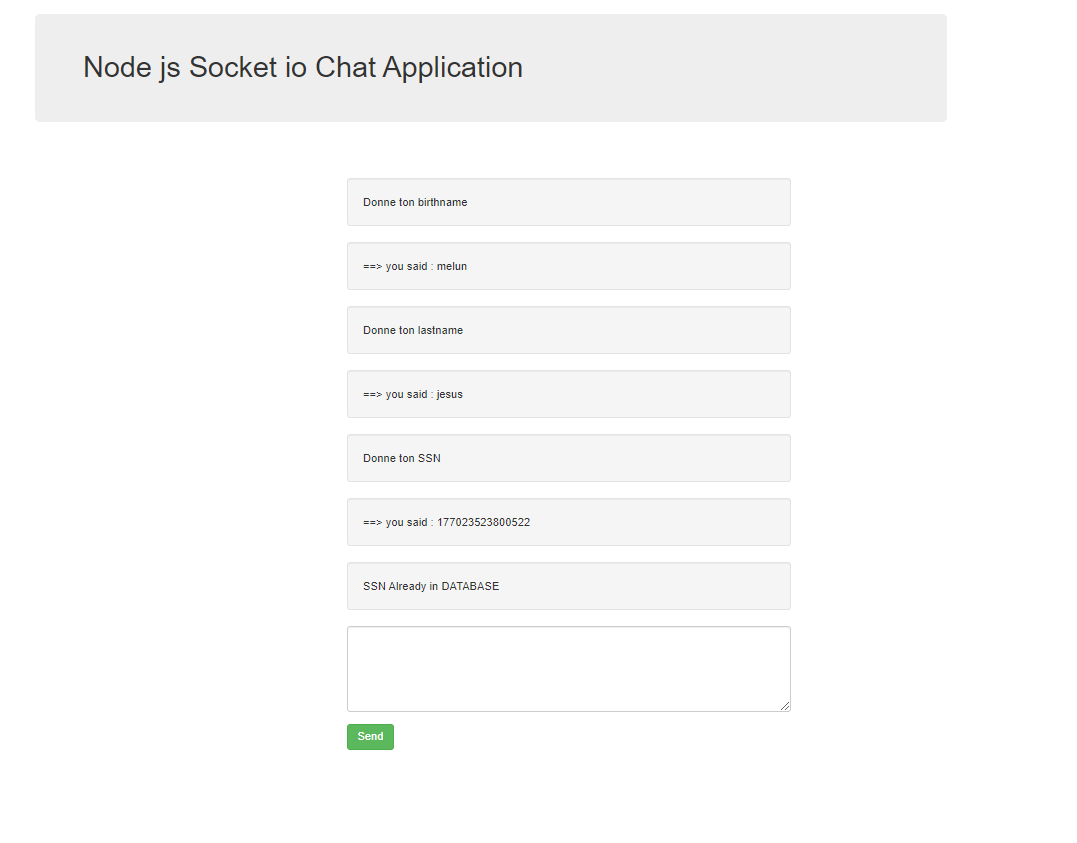 Node js Socket io Chat Application
Donne ton birthname
==> you said : melun
Donne ton lastname
==> you said : jesus
Donne ton SSN
==> you said : 177023523800522
SSN Already in DATABASE
Send